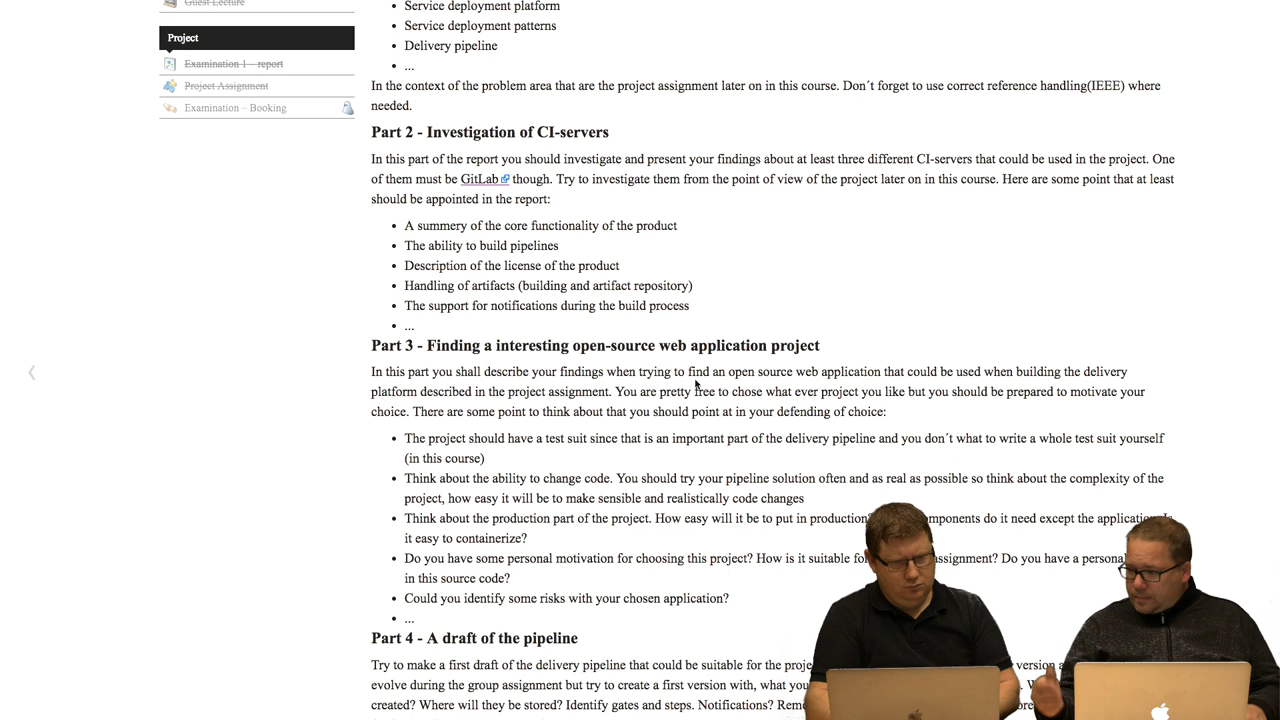 Guest Lecture
Project
Examination 1 – report
Project Assignment
Examination – Booking
Service deployment platform
Service deployment patterns
Delivery pipeline
...
In the context of the problem area that are the project assignment later on in this course. Don´t forget to use correct reference handling(IEEE) where
needed.
Part 2 - Investigation of CI-servers
In this part of the report you should investigate and present your findings about at least three different CI-servers that could be used in the project. One
of them must be GitLab though. Try to investigate them from the point of view of the project later on in this course. Here are some point that at least
should be appointed in the report:
A summery of the core functionality of the product
The ability to build pipelines
Description of the license of the product
Handling of artifacts (building and artifact repository)
The support for notifications during the build process
...
Part 3 - Finding a interesting open-source web application project
In this part you shall describe your findings when trying to find an open source web application that could be used when building the delivery
platform described in the project assignment. You are pretty free to chose what ever project you like but you should be prepared to motivate your
choice. There are some point to think about that you should point at in your defending of choice:
The project should have a test suit since that is an important part of the delivery pipeline and you don´t what to write a whole test suit yourself
(in this course)
Think about the ability to change code. You should try your pipeline solution often and as real as possible so think about the complexity of the
project, how easy it will be to make sensible and realistically code changes
Think about the production part of the project. How easy will it be to put in production? components do it need except the application.
it easy to containerize?
Do you have some personal motivation for choosing this project? How is it suitable for assignment? Do you have a personal
in this source code?
Could you identify some risks with your chosen application?
...
Part 4 - A draft of the pipeline
Try to make a first draft of the delivery pipeline that could be suitable for the version
evolve during the group assignment but try to create a first version with, what you
created? Where will they be stored? Identify gates and steps. Notifications?